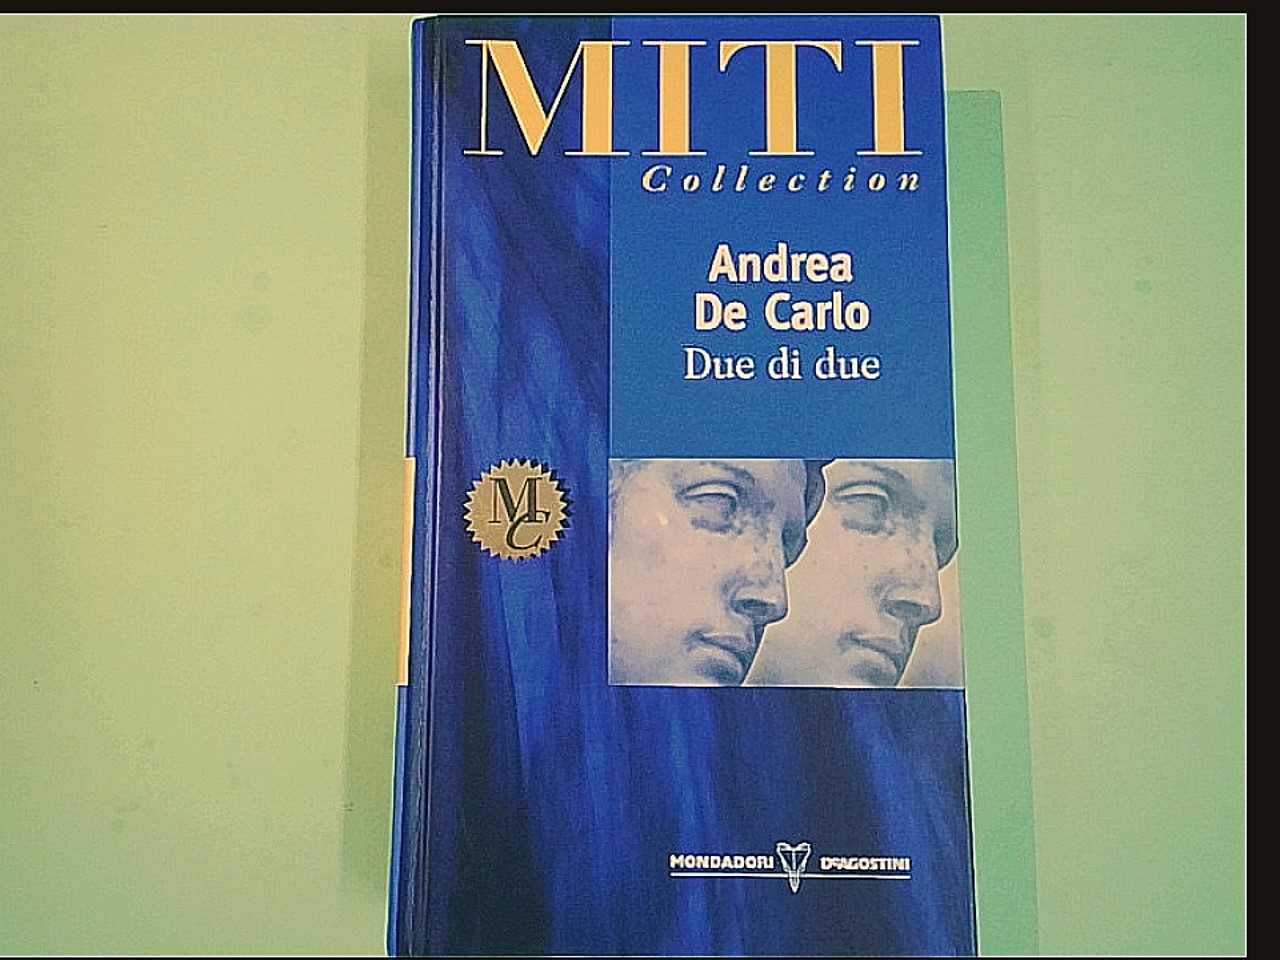 MITI
Collection
Andrea
De Carlo
Due di due
MC
MONDADORI DEAGOSTINI